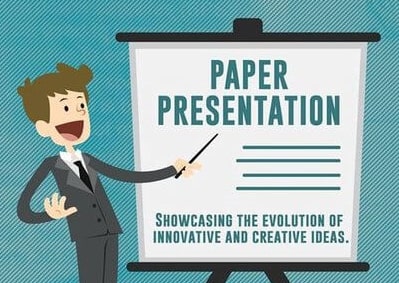 PAPER
PRESENTATION
SHOWCASING THE EVOLUTION OF
INNOVATIVE AND CREATIVE IDEAS.